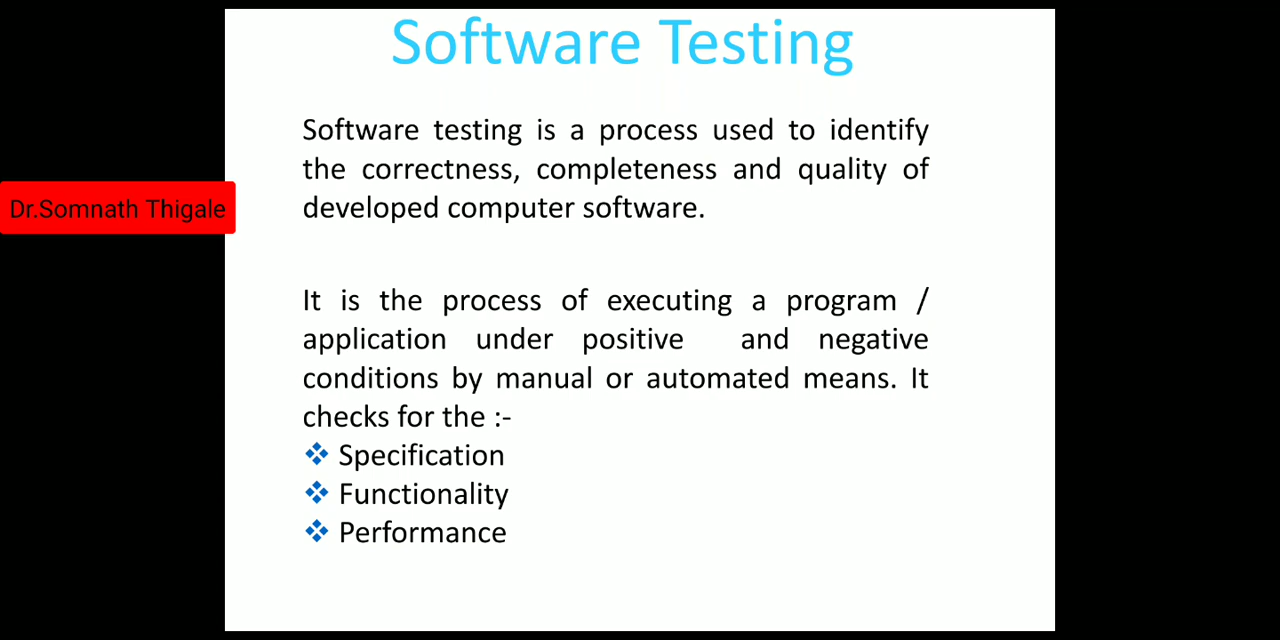 Software Testing
Software testing is a process used to identify
the correctness, completeness and quality of
developed computer software.
Dr.Somnath Thigale
It is the process of executing a program /
application under positive and negative
conditions by manual or automated means. It
checks for the :-
❖ Specification
❖ Functionality
❖ Performance